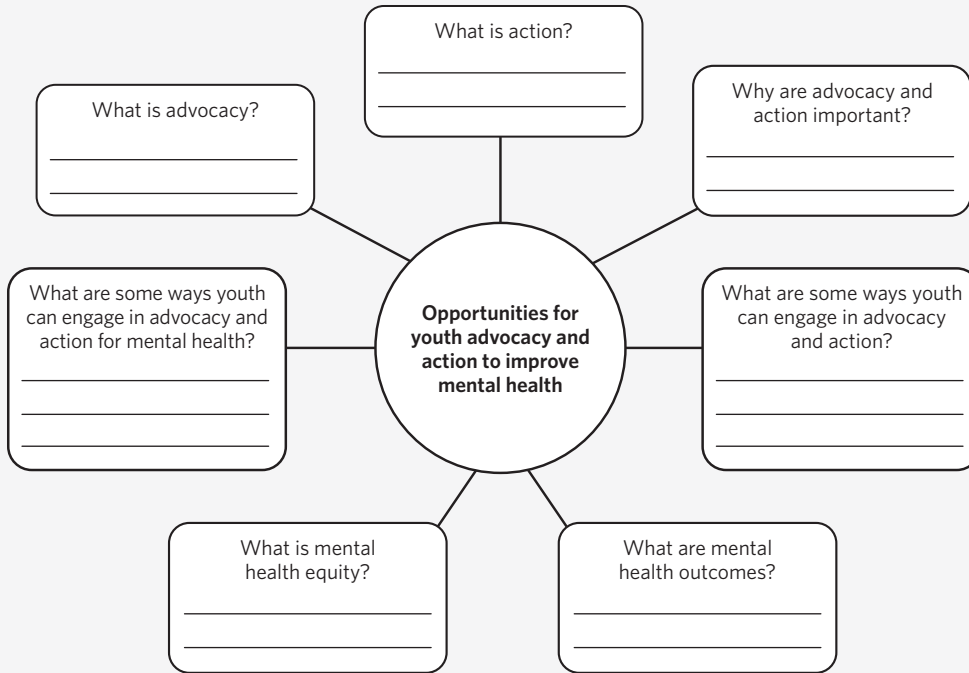 What is action?
What is advocacy?
Why are advocacy and
action important?
What are some ways youth
can engage in advocacy and
action for mental health?
Opportunities for
youth advocacy and
action to improve
mental health
What are some ways youth
can engage in advocacy
and action?
What is mental
health equity?
What are mental
health outcomes?